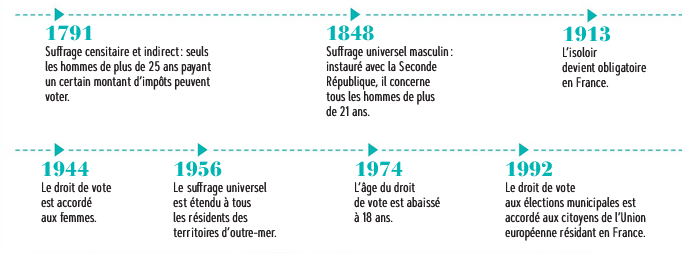 1791
Suffrage censitaire et indirect : seuls
les hommes de plus de 25 ans payant
un certain montant d'impôts peuvent
voter.
1848
Suffrage universel masculin :
instauré avec la Seconde
République, il concerne
tous les hommes de plus
de 21 ans.
1913
L'isoloir
devient obligatoire
en France.
1944
Le droit de vote
est accordé
aux femmes.
1956
Le suffrage universel
est étendu à tous
les résidents des
territoires d'outre-mer.
1974
L'âge du droit
de vote est abaissé
à 18 ans.
1992
Le droit de vote
aux élections municipales est
accordé aux citoyens de l'Union
européenne résidant en France.